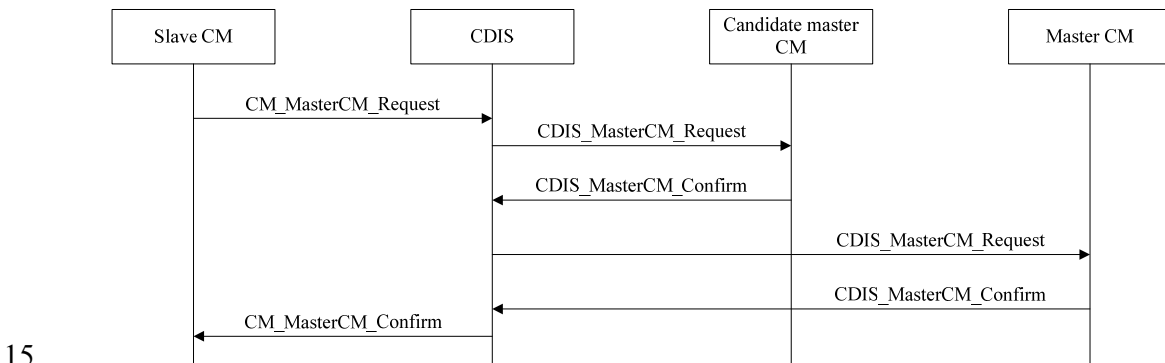 Slave CM
CDIS
Candidate master
CM
Master CM
CM_MasterCM_Request
CDIS_MasterCM_Request
CDIS_MasterCM_Confirm
CDIS_MasterCM_Request
CDIS_MasterCM_Confirm
CM_MasterCM_Confirm
15